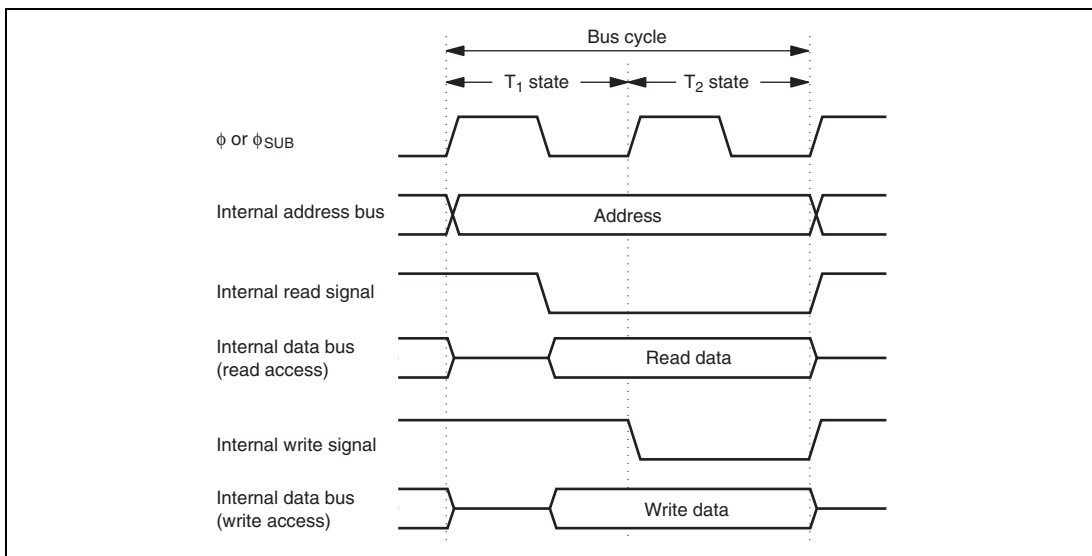 Bus cycle
T₁ state
T₂ state
ϕ or ϕSUB
Internal address bus
Address
Internal read signal
Internal data bus
(read access)
Read data
Internal write signal
Internal data bus
(write access)
Write data